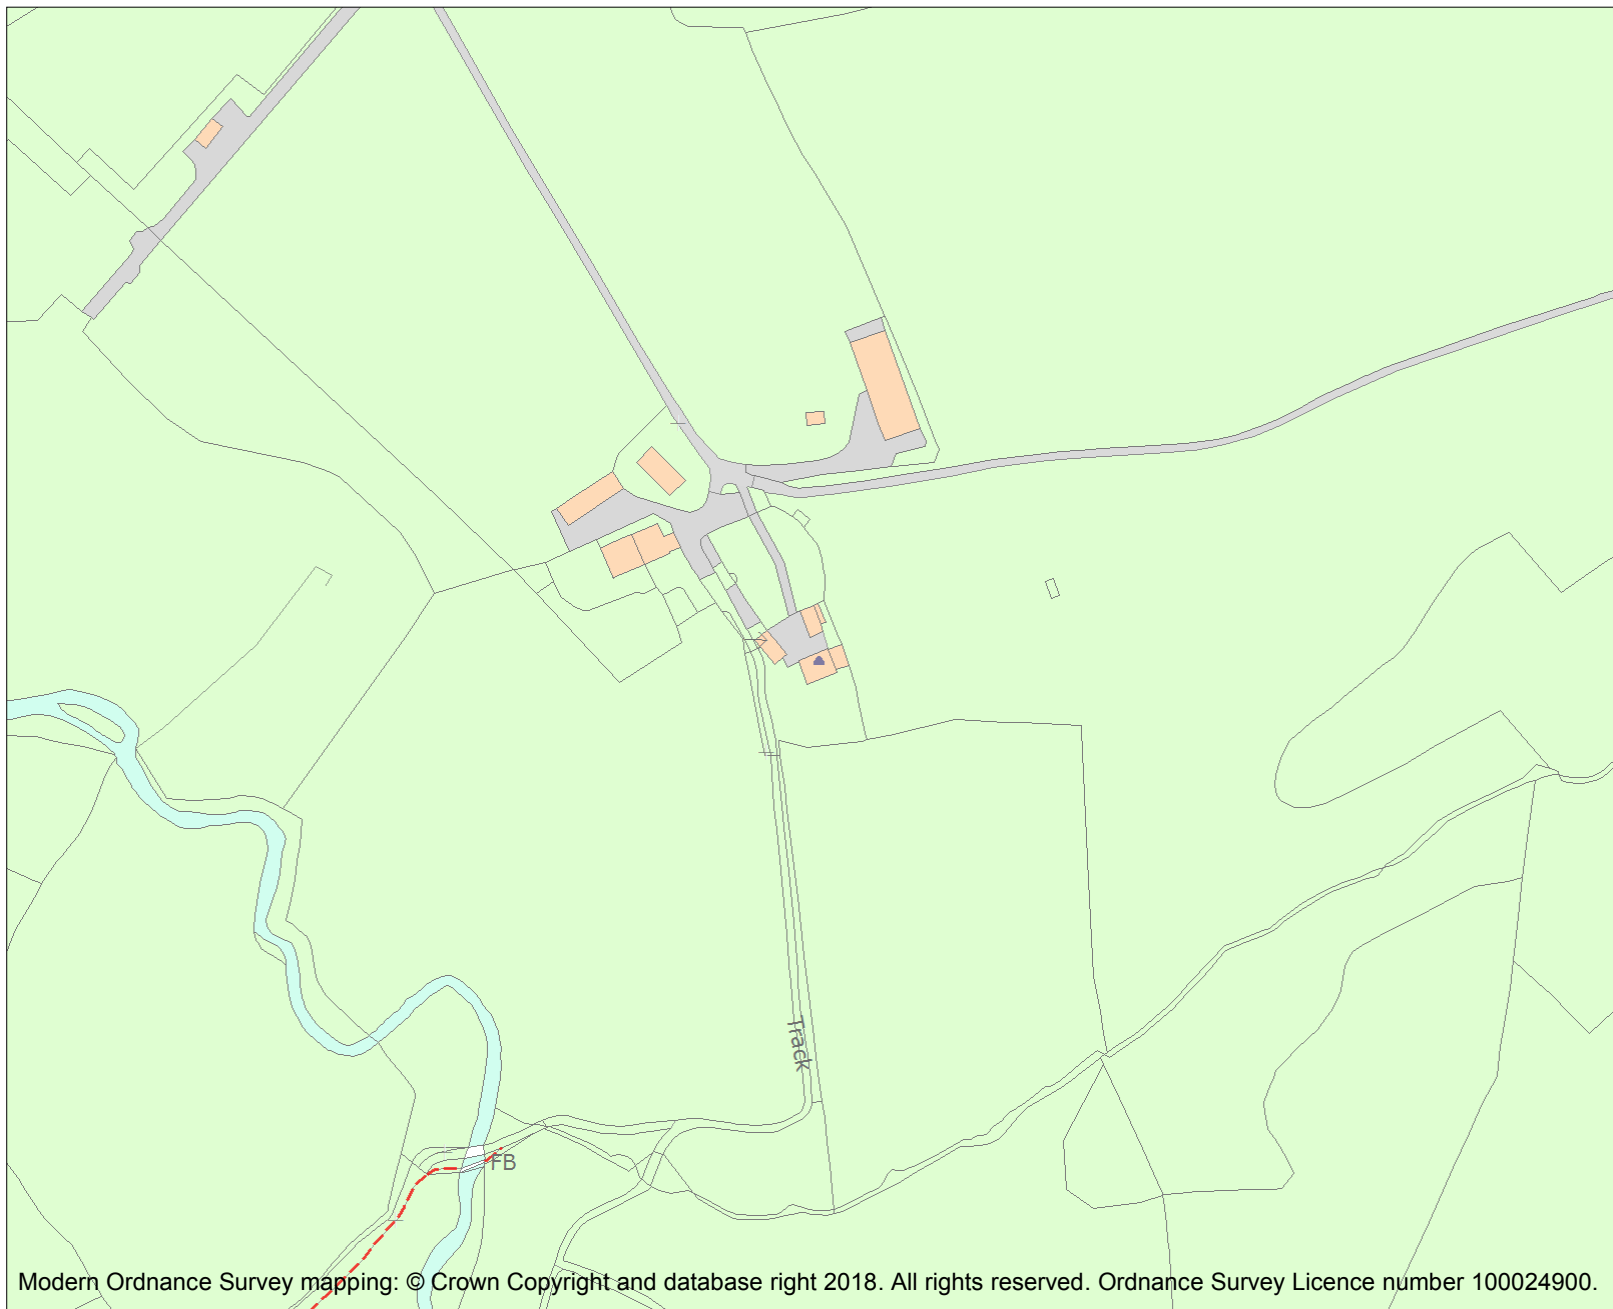 Track
FB
Modern Ordnance Survey mapping: © Crown Copyright and database right 2018. All rights reserved. Ordnance Survey Licence number 100024900.